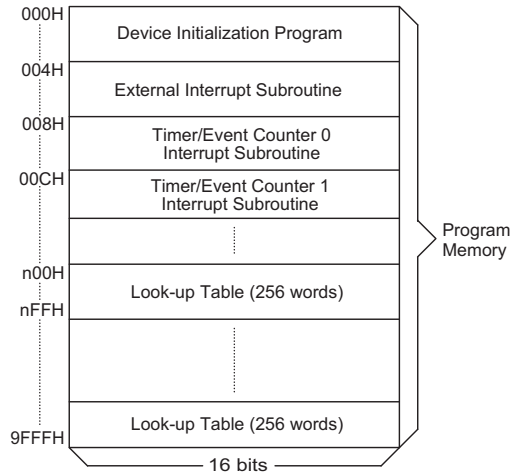 000H
Device Initialization Program
004H
External Interrupt Subroutine
008H
Timer/Event Counter 0
Interrupt Subroutine
00CH
Timer/Event Counter 1
Interrupt Subroutine
Program
Memory
n00H
Look-up Table (256 words)
nFFH
Look-up Table (256 words)
9FFFH
16 bits